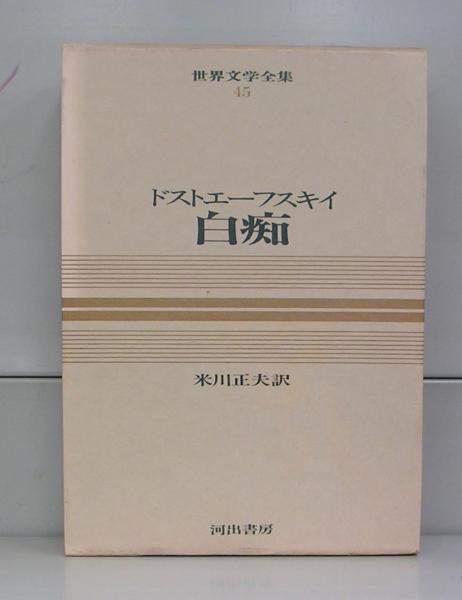 世界文学全集
45
ドストエーフスキイ
白痴
米川正夫訳
河出書房